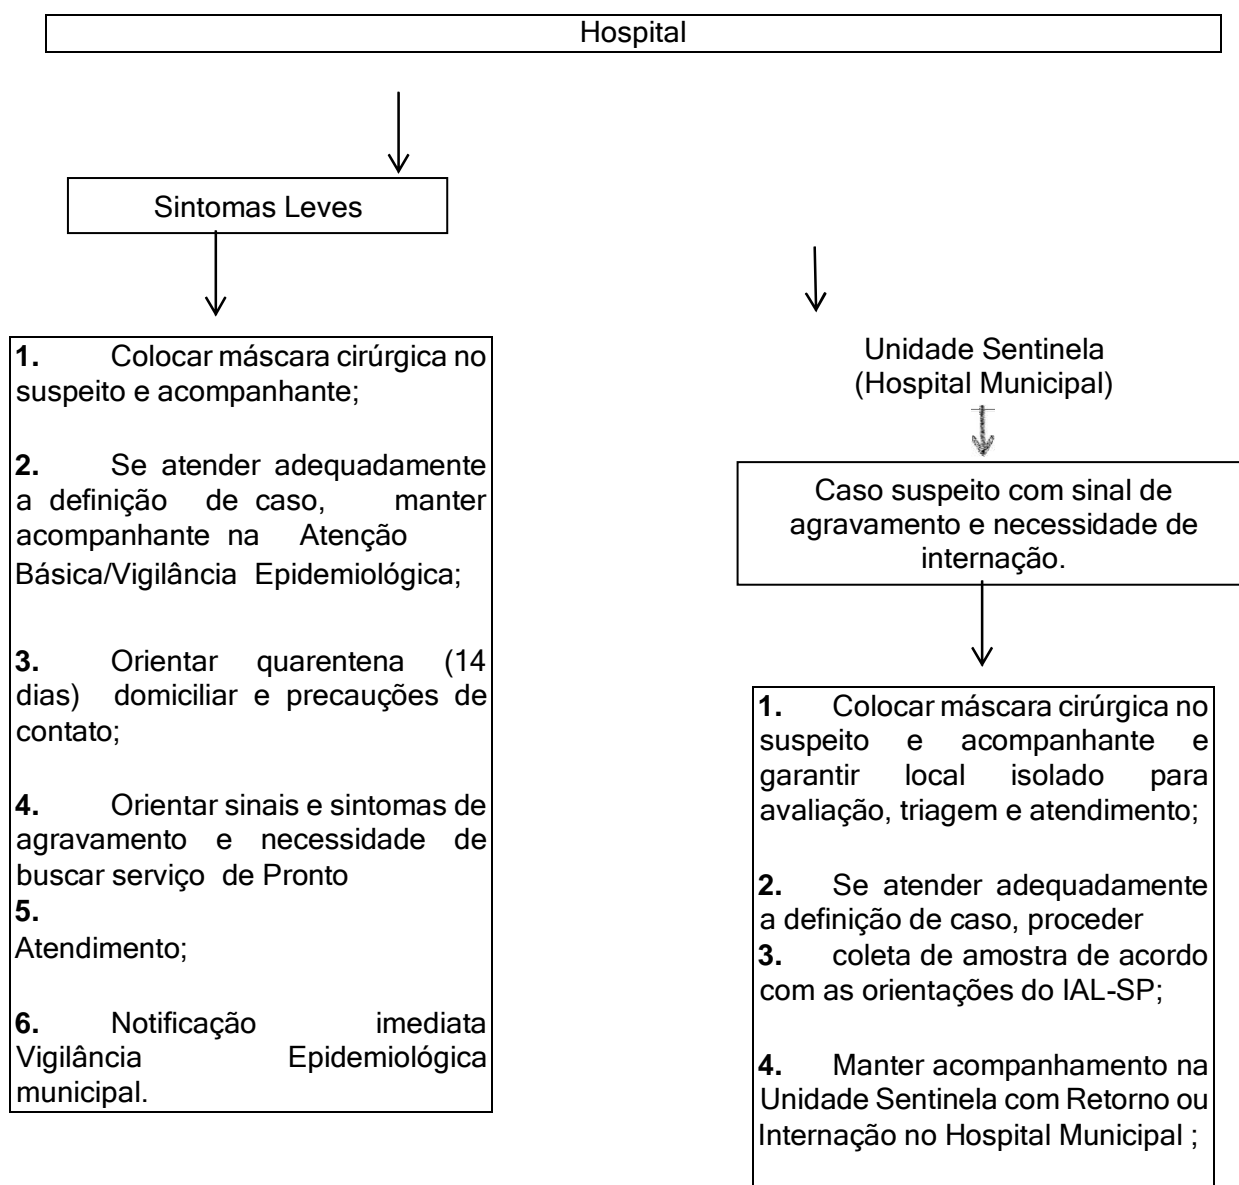 Hospital
Sintomas Leves
1. Colocar máscara cirúrgica no
suspeito e acompanhante;
2. Se atender adequadamente
a definição de caso, manter
acompanhante na Atenção
Básica/Vigilância Epidemiológica;
3. Orientar quarentena (14
dias) domiciliar e precauções de
contato;
4. Orientar sinais e sintomas de
agravamento e necessidade de
buscar serviço de Pronto
5.
Atendimento;
6. Notificação imediata
Vigilância Epidemiológica
municipal.
Unidade Sentinela
(Hospital Municipal)
Caso suspeito com sinal de
agravamento e necessidade de
internação.
1. Colocar máscara cirúrgica no
suspeito e acompanhante e
garantir local isolado para
avaliação, triagem e atendimento;
2. Se atender adequadamente
a definição de caso, proceder
3. coleta de amostra de acordo
com as orientações do IAL-SP;
4. Manter acompanhamento na
Unidade Sentinela com Retorno ou
Internação no Hospital Municipal ;